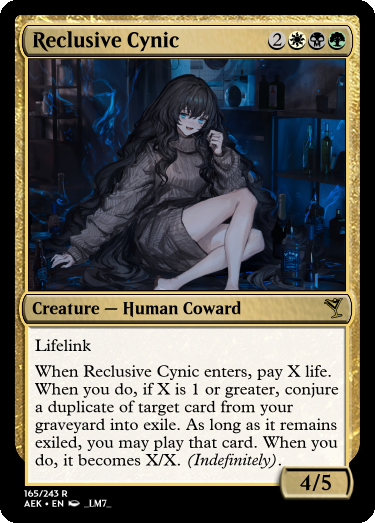 Reclusive Cynic 2
Creature — Human Coward
Lifelink
When Reclusive Cynic enters, pay X life.
When you do, if X is 1 or greater, conjure
a duplicate of target card from your
graveyard into exile. As long as it remains
exiled, you may play that card. When you
do, it becomes X/X. (Indefinitely).
4/5
165/243 R
AEK • EN _LM7_